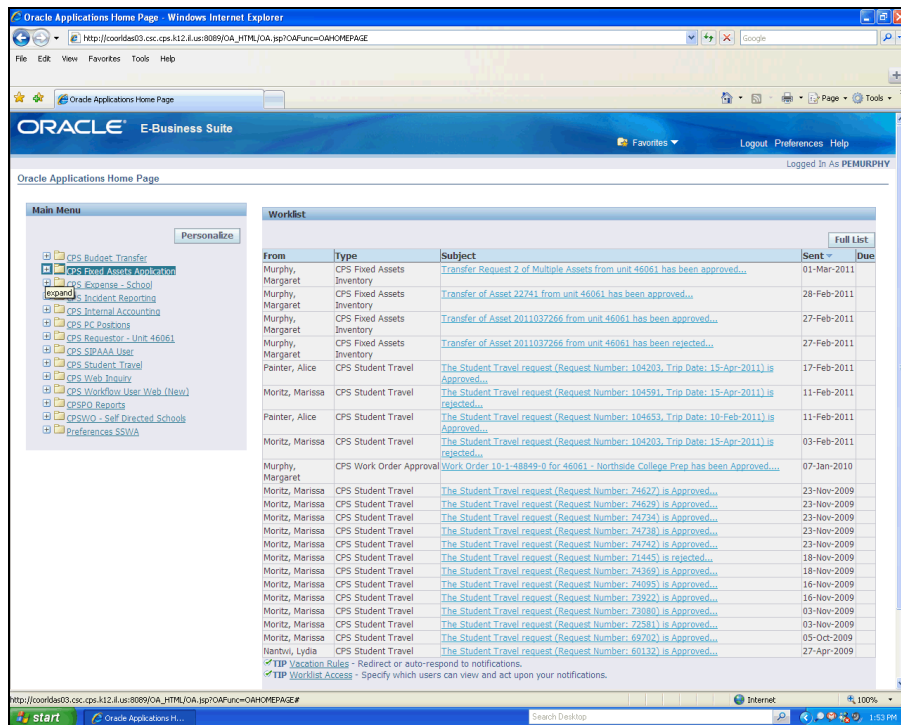 Oracle Applications Home Page - Windows Internet Explorer
http://coorldas03.csc.cps.k12.il.us:8089/OA_HTML/OA.jsp?OAFunc=OAHOMEPAGE
Google
File Edit View Favorites Tools Help
Oracle Applications Home Page
Page Tools
ORACLE® E-Business Suite
Favorites
Logout Preferences Help
Logged In As PEMURPHY
Oracle Applications Home Page
Main Menu
Personalize
CPS Budget Transfer
CPS Fixed Assets Application
CPS iExpense - School
expand
CPS Incident Reporting
CPS Internal Accounting
CPS PC Positions
CPS Requestor - Unit 46061
CPS SIPAAA User
CPS Student Travel
CPS Web Inquiry
CPS Workflow User Web (New)
CPSPO Reports
CPSWO - Self Directed Schools
Preferences SSWA
Worklist
Full List
From Type Subject Sent Due
Murphy, Margaret CPS Fixed Assets Inventory Transfer Request 2 of Multiple Assets from unit 46061 has been approved... 01-Mar-2011
Murphy, Margaret CPS Fixed Assets Inventory Transfer of Asset 22741 from unit 46061 has been approved... 28-Feb-2011
Murphy, Margaret CPS Fixed Assets Inventory Transfer of Asset 2011037266 from unit 46061 has been approved... 27-Feb-2011
Murphy, Margaret CPS Fixed Assets Inventory Transfer of Asset 2011037266 from unit 46061 has been rejected... 27-Feb-2011
Painter, Alice CPS Student Travel The Student Travel request (Request Number: 104203, Trip Date: 15-Apr-2011) is Approved... 17-Feb-2011
Moritz, Marissa CPS Student Travel The Student Travel request (Request Number: 104591, Trip Date: 15-Apr-2011) is rejected... 11-Feb-2011
Painter, Alice CPS Student Travel The Student Travel request (Request Number: 104653, Trip Date: 10-Feb-2011) is Approved... 11-Feb-2011
Moritz, Marissa CPS Student Travel The Student Travel request (Request Number: 104203, Trip Date: 15-Apr-2011) is rejected... 03-Feb-2011
Murphy, Margaret CPS Work Order Approval Work Order 10-1-48849-0 for 46061 - Northside College Prep has been Approved.... 07-Jan-2010
Moritz, Marissa CPS Student Travel The Student Travel request (Request Number: 74627) is Approved... 23-Nov-2009
Moritz, Marissa CPS Student Travel The Student Travel request (Request Number: 74629) is Approved... 23-Nov-2009
Moritz, Marissa CPS Student Travel The Student Travel request (Request Number: 74734) is Approved... 23-Nov-2009
Moritz, Marissa CPS Student Travel The Student Travel request (Request Number: 74738) is Approved... 23-Nov-2009
Moritz, Marissa CPS Student Travel The Student Travel request (Request Number: 74742) is Approved... 23-Nov-2009
Moritz, Marissa CPS Student Travel The Student Travel request (Request Number: 71445) is rejected... 18-Nov-2009
Moritz, Marissa CPS Student Travel The Student Travel request (Request Number: 74369) is Approved... 18-Nov-2009
Moritz, Marissa CPS Student Travel The Student Travel request (Request Number: 74095) is Approved... 16-Nov-2009
Moritz, Marissa CPS Student Travel The Student Travel request (Request Number: 73922) is Approved... 16-Nov-2009
Moritz, Marissa CPS Student Travel The Student Travel request (Request Number: 73080) is Approved... 03-Nov-2009
Moritz, Marissa CPS Student Travel The Student Travel request (Request Number: 72581) is Approved... 03-Nov-2009
Moritz, Marissa CPS Student Travel The Student Travel request (Request Number: 69702) is Approved... 05-Oct-2009
Nantwi, Lydia CPS Student Travel The Student Travel request (Request Number: 60132) is Approved... 27-Apr-2009
TIP Vacation Rules - Redirect or auto-respond to notifications.
TIP Worklist Access - Specify which users can view and act upon your notifications.
http://coorldas03.csc.cps.k12.il.us:8089/OA_HTML/OA.jsp?OAFunc=OAHOMEPAGE# Internet 100%
start Oracle Applications H... Search Desktop 1:53 PM